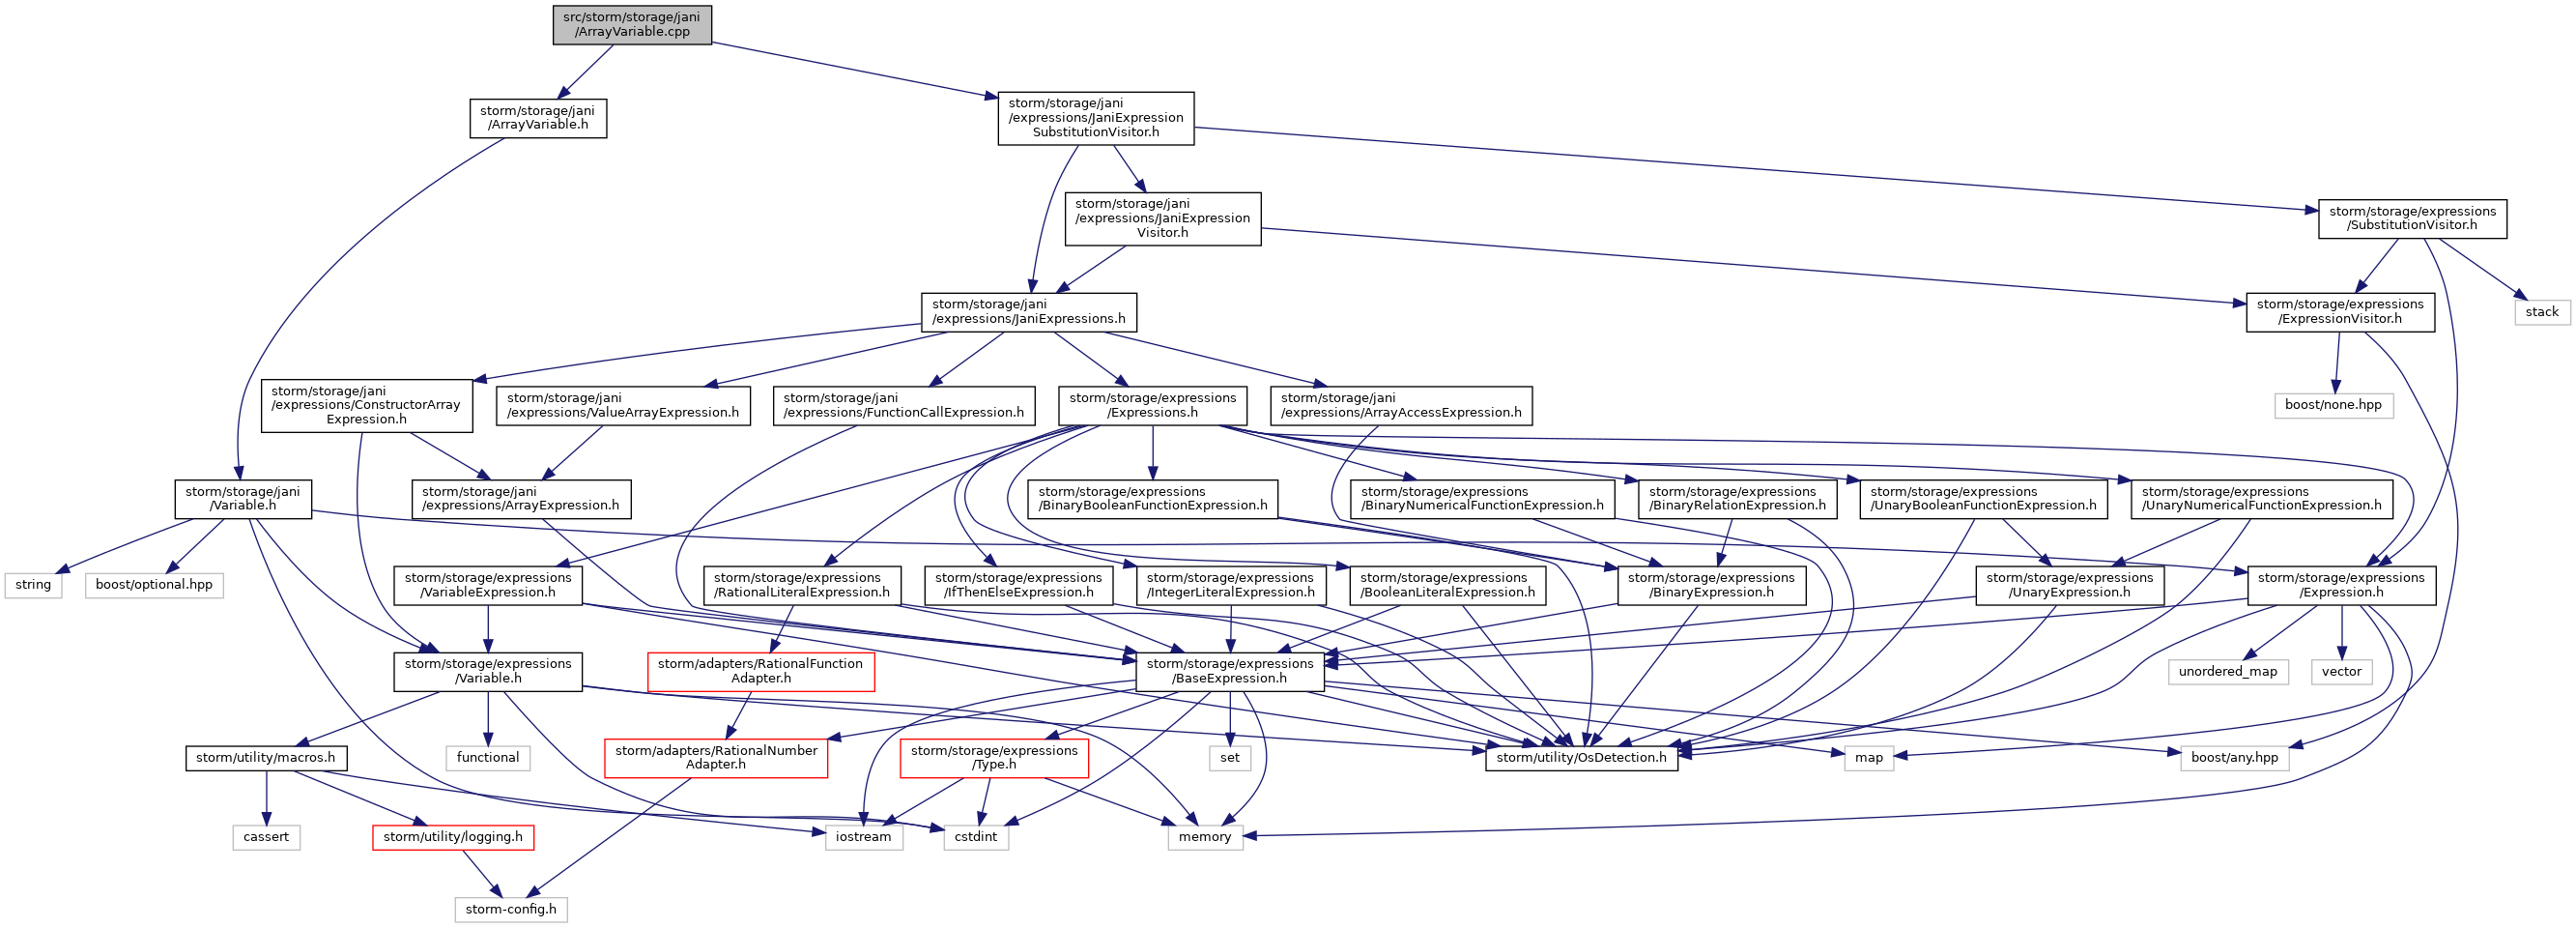 src/storm/storage/jani
/ArrayVariable.cpp
storm/storage/jani
/ArrayVariable.h
storm/storage/jani
/expressions/JaniExpression
SubstitutionVisitor.h
storm/storage/jani
/expressions/JaniExpression
Visitor.h
storm/storage/expressions
/SubstitutionVisitor.h
storm/storage/jani
/expressions/JaniExpressions.h
storm/storage/expressions
/ExpressionVisitor.h
stack
storm/storage/jani
/expressions/ConstructorArray
Expression.h
storm/storage/jani
/expressions/ValueArrayExpression.h
storm/storage/jani
/expressions/FunctionCallExpression.h
storm/storage/expressions
/Expressions.h
storm/storage/jani
/expressions/ArrayAccessExpression.h
boost/none.hpp
storm/storage/jani
/Variable.h
storm/storage/jani
/expressions/ArrayExpression.h
storm/storage/expressions
/BinaryBooleanFunctionExpression.h
storm/storage/expressions
/BinaryNumericalFunctionExpression.h
storm/storage/expressions
/BinaryRelationExpression.h
storm/storage/expressions
/UnaryBooleanFunctionExpression.h
storm/storage/expressions
/UnaryNumericalFunctionExpression.h
string
boost/optional.hpp
storm/storage/expressions
/VariableExpression.h
storm/storage/expressions
/RationalLiteralExpression.h
storm/storage/expressions
/IfThenElseExpression.h
storm/storage/expressions
/IntegerLiteralExpression.h
storm/storage/expressions
/BooleanLiteralExpression.h
storm/storage/expressions
/BinaryExpression.h
storm/storage/expressions
/UnaryExpression.h
storm/storage/expressions
/Expression.h
storm/storage/expressions
/Variable.h
storm/adapters/RationalFunction
Adapter.h
storm/storage/expressions
/BaseExpression.h
unordered_map
vector
storm/utility/macros.h
functional
storm/adapters/RationalNumber
Adapter.h
storm/storage/expressions
/Type.h
set
storm/utility/OsDetection.h
map
boost/any.hpp
cassert
storm/utility/logging.h
iostream
cstdint
memory
storm-config.h